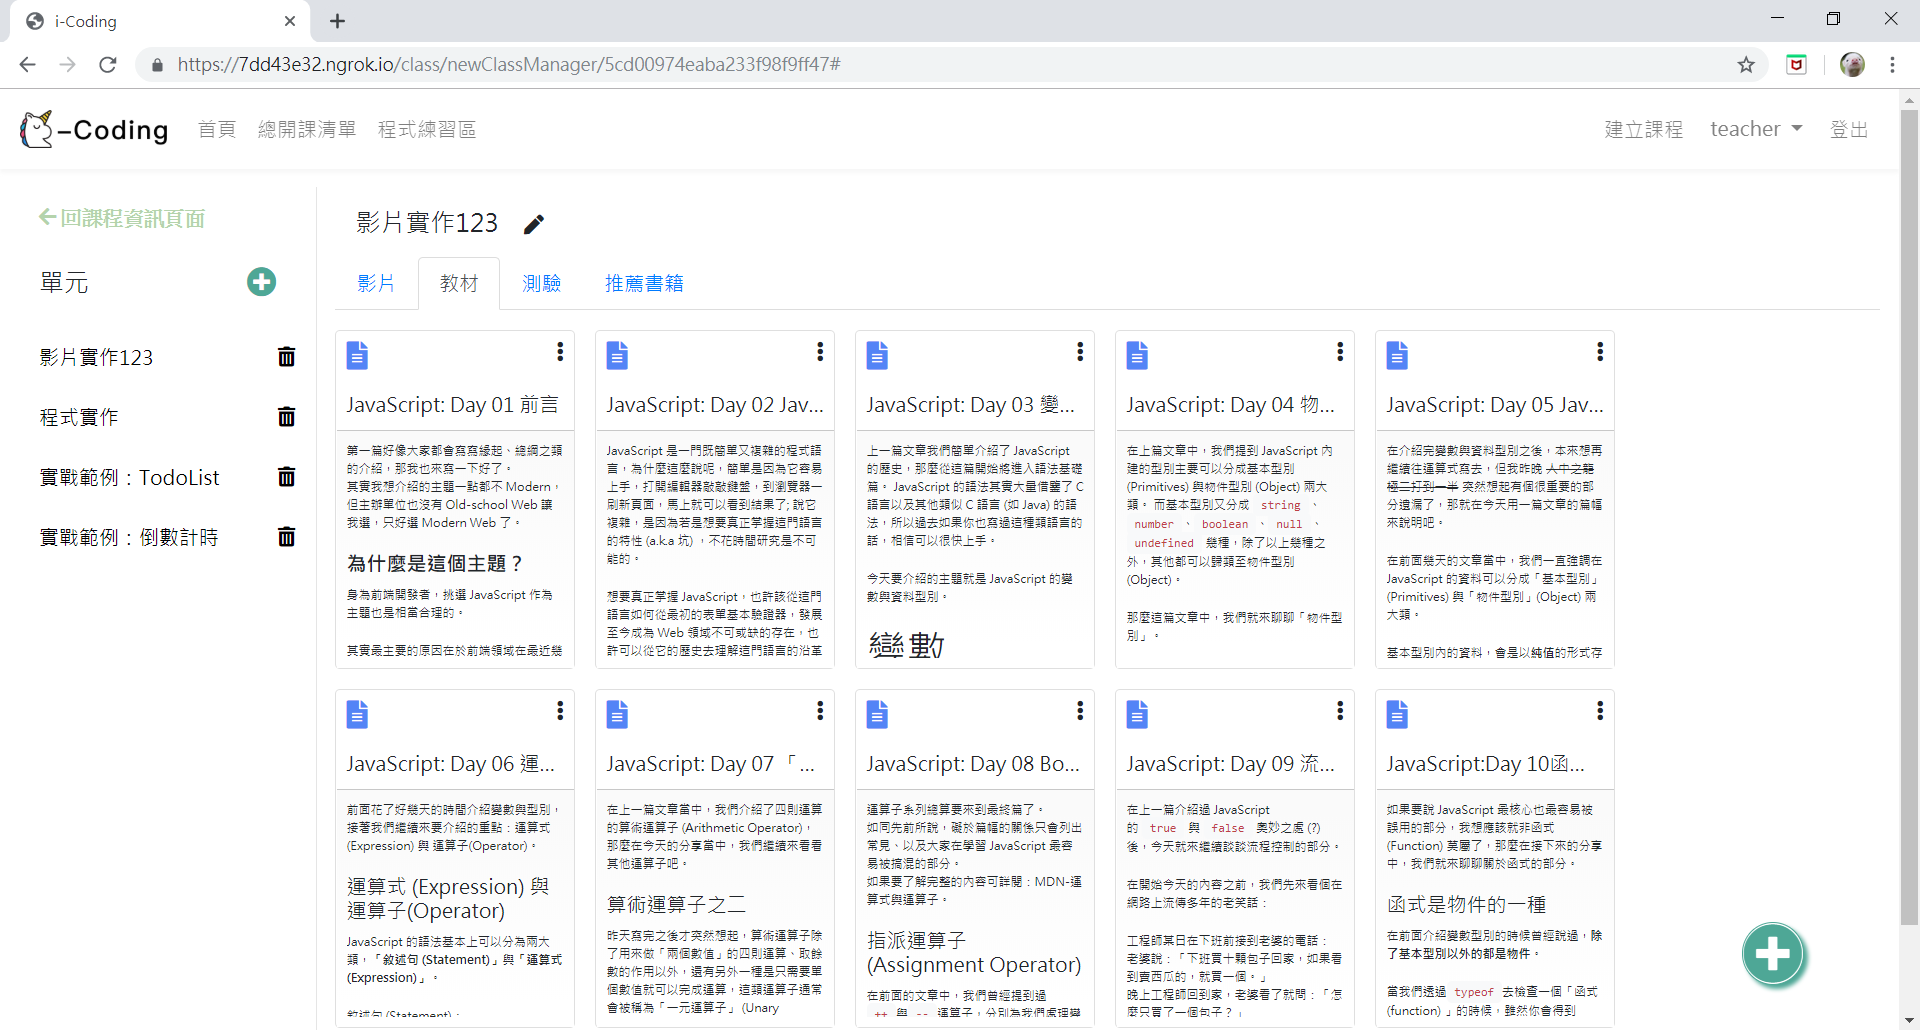 i-Coding
https://7dd43e32.ngrok.io/class/newClassManager/5cd00974eaba233f98f9ff47#
-Coding
首頁
總開課清單
程式練習區
建立課程
teacher
登出
回課程資訊頁面
單元
影片實作123
程式實作
實戰範例：TodoList
實戰範例：倒數計時
影片實作123
影片
教材
測驗
推薦書籍
JavaScript: Day 01 前言
第一篇好像大家都會寫寫緣起、總綱之類
的介紹，那我也來寫一下好了。
其實我想介紹的主題一點都不 Modern，
但主辦單位也沒有 Old-school Web 讓
我選，只好選 Modern Web 了。
為什麼是這個主題？
身為前端開發者，挑選 JavaScript 作為
主題也是相當合理的。
其實最主要的原因在於前端領域在最近幾
JavaScript: Day 02 Jav...
JavaScript 是一門既簡單又複雜的程式語
言，為什麼這麼說呢，簡單是因為它容易
上手，打開編輯器敲敲鍵盤，到瀏覽器一
刷新頁面，馬上就可以看到結果了; 說它
複雜，是因為若是想要真正掌握這門語言
的特性 (a.k.a 坑) ，不花時間研究是不可
能的。
想要真正掌握 JavaScript，也許該從這門
語言如何從最初的表單基本驗證器，發展
至今成為 Web 領域不可或缺的存在，也
許可以從它的歷史去理解這門語言的沿革
JavaScript: Day 03 變...
上一篇文章我們簡單介紹了 JavaScript
的歷史，那麼從這篇開始將進入語法基礎
篇。 JavaScript 的語法其實大量借鑒了 C
語言以及其他類似 C 語言 (如 Java) 的語
法，所以過去如果你也寫過這種類語言的
話，相信可以很快上手。
今天要介紹的主題就是 JavaScript 的變
數與資料型別。
變數
JavaScript: Day 04 物...
在上篇文章中，我們提到 JavaScript 內
建的型別主要可以分成基本型別
(Primitives) 與物件型別 (Object) 兩大
類。 而基本型別又分成 string 、
number 、 boolean 、 null 、
undefined 幾種，除了以上幾種之
外，其他都可以歸類至物件型別
(Object)。
那麼這篇文章中，我們就來聊聊「物件型
別」。
JavaScript: Day 05 Jav...
在介紹完變數與資料型別之後，本來想再
繼續往運算式寫去，但我昨晚 人中之龍
極二打到一半 突然想起有個很重要的部
分遺漏了，那就在今天用一篇文章的篇幅
來說明吧。
在前面幾天的文章當中，我們一直強調在
JavaScript 的資料可以分成「基本型別」
(Primitives) 與「物件型別」(Object) 兩
大類。
基本型別內的資料，會是以純值的形式存
JavaScript: Day 06 運...
前面花了好幾天的時間介紹變數與型別，
接著我們繼續來要介紹的重點：運算式
(Expression) 與 運算子(Operator)。
運算式 (Expression) 與
運算子(Operator)
JavaScript 的語法基本上可以分為兩大
類，「敘述句 (Statement)」與「運算式
(Expression)」。
敘述句 (Statement)：
JavaScript: Day 07 「...
在上一篇文章當中，我們介紹了四則運算
的算術運算子 (Arithmetic Operator)，
那麼在今天的分享當中，我們繼續來看看
其他運算子吧。
算術運算子之二
昨天寫完之後才突然想起，算術運算子除
了用來做「兩個數值」的四則運算、取餘
數的作用以外，還有另外一種是只需要單
個數值就可以完成運算，這類運算子通常
會被稱為「一元運算子」 (Unary
JavaScript: Day 08 Bo...
運算子系列總算要來到最終篇了。
如同先前所說，礙於篇幅的關係只會列出
常見、以及大家在學習 JavaScript 最容
易被搞混的部分。
如果要了解完整的內容可詳閱：MDN-運
算式與運算子。
指派運算子
(Assignment Operator)
在前面的文章中，我們曾經提到過
++ 與 -- 運算子，分別為我們處理變
JavaScript: Day 09 流...
在上一篇介紹過 JavaScript
的 true 與 false 奧妙之處 (?)
後，今天就來繼續談談流程控制的部分。
在開始今天的內容之前，我們先來看個在
網路上流傳多年的老笑話：
工程師某日在下班前接到老婆的電話：
老婆說：「下班買十顆包子回家，如果看
到賣西瓜的，就買一個。」
晚上工程師回到家，老婆看了就問：「怎
麼只買了一個包子？」
JavaScript:Day 10函...
如果要說 JavaScript 最核心也最容易被
誤用的部分，我想應該就非函式
(Function) 莫屬了，那麼在接下來的分享
中，我們就來聊聊關於函式的部分。
函式是物件的一種
在前面介紹變數型別的時候曾經說過，除
了基本型別以外的都是物件。
當我們透過 typeof 去檢查一個「函式
(function) 」的時候，雖然你會得到